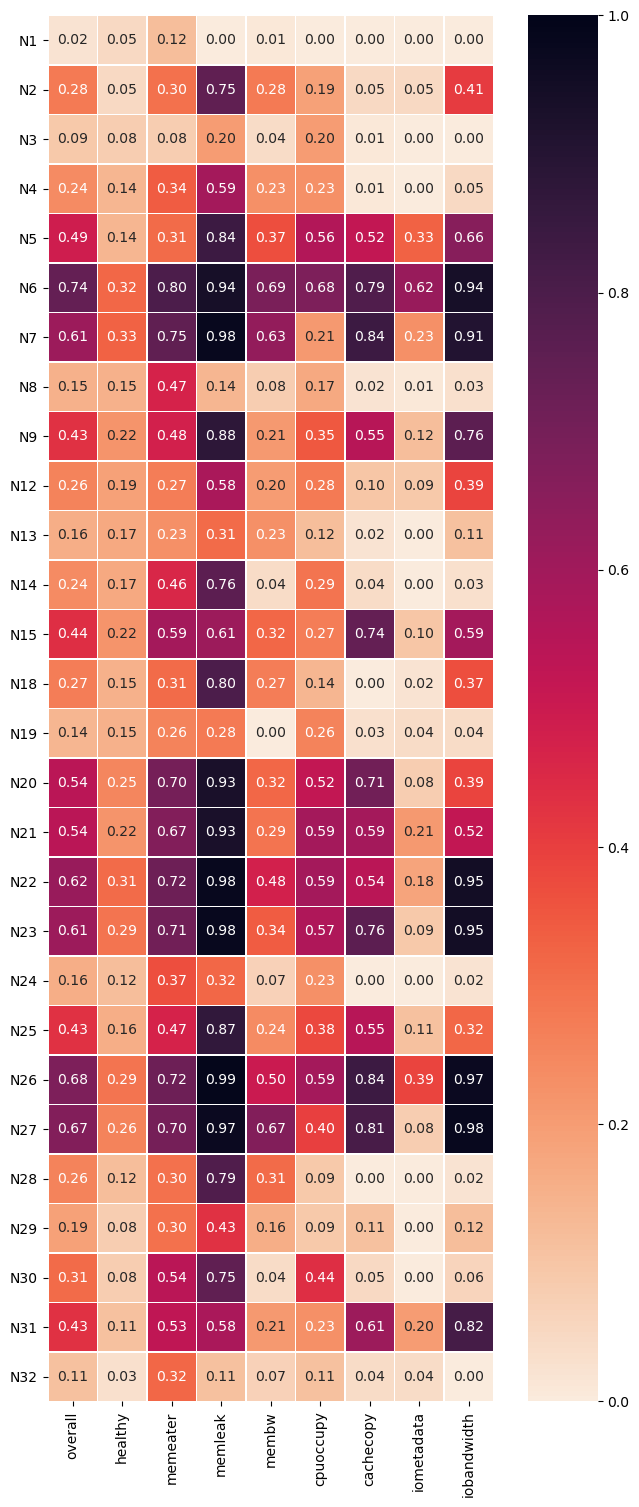 N1 0.02 0.05 0.12 0.00 0.01 0.00 0.00 0.00 0.00
N2 0.28 0.05 0.30 0.75 0.28 0.19 0.05 0.05 0.41
N3 0.09 0.08 0.08 0.20 0.04 0.20 0.01 0.00 0.00
N4 0.24 0.14 0.34 0.59 0.23 0.23 0.01 0.00 0.05
N5 0.49 0.14 0.31 0.84 0.37 0.56 0.52 0.33 0.66
N6 0.74 0.32 0.80 0.94 0.69 0.68 0.79 0.62 0.94
N7 0.61 0.33 0.75 0.98 0.63 0.21 0.84 0.23 0.91
N8 0.15 0.15 0.47 0.14 0.08 0.17 0.02 0.01 0.03
N9 0.43 0.22 0.48 0.88 0.21 0.35 0.55 0.12 0.76
N12 0.26 0.19 0.27 0.58 0.20 0.28 0.10 0.09 0.39
N13 0.16 0.17 0.23 0.31 0.23 0.12 0.02 0.00 0.11
N14 0.24 0.17 0.46 0.76 0.04 0.29 0.04 0.00 0.03
N15 0.44 0.22 0.59 0.61 0.32 0.27 0.74 0.10 0.59
N18 0.27 0.15 0.31 0.80 0.27 0.14 0.00 0.02 0.37
N19 0.14 0.15 0.26 0.28 0.00 0.26 0.03 0.04 0.04
N20 0.54 0.25 0.70 0.93 0.32 0.52 0.71 0.08 0.39
N21 0.54 0.22 0.67 0.93 0.29 0.59 0.59 0.21 0.52
N22 0.62 0.31 0.72 0.98 0.48 0.59 0.54 0.18 0.95
N23 0.61 0.29 0.71 0.98 0.34 0.57 0.76 0.09 0.95
N24 0.16 0.12 0.37 0.32 0.07 0.23 0.00 0.00 0.02
N25 0.43 0.16 0.47 0.87 0.24 0.38 0.55 0.11 0.32
N26 0.68 0.29 0.72 0.99 0.50 0.59 0.84 0.39 0.97
N27 0.67 0.26 0.70 0.97 0.67 0.40 0.81 0.08 0.98
N28 0.26 0.12 0.30 0.79 0.31 0.09 0.00 0.00 0.02
N29 0.19 0.08 0.30 0.43 0.16 0.09 0.11 0.00 0.12
N30 0.31 0.08 0.54 0.75 0.04 0.44 0.05 0.00 0.06
N31 0.43 0.11 0.53 0.58 0.21 0.23 0.61 0.20 0.82
N32 0.11 0.03 0.32 0.11 0.07 0.11 0.04 0.04 0.00
overall healthy memeater memleak membw cpuoccupy cachecopy iometadata iobandwidth
1.0
0.8
0.6
0.4
0.2
0.0